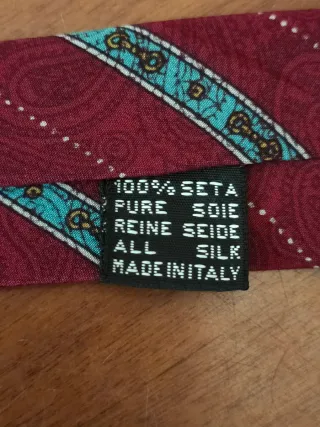 100% SETA
PURE SOIE
REINE SEIDE
ALL SILK
MADE IN ITALY